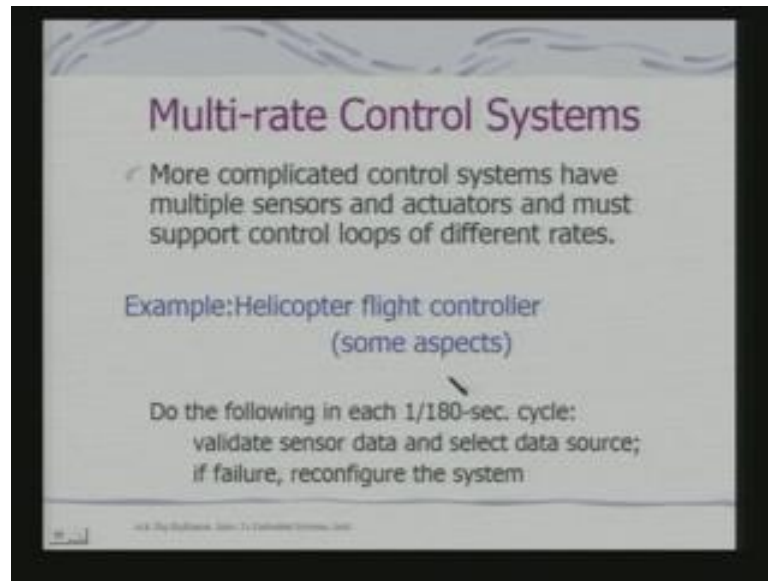 Multi-rate Control Systems
More complicated control systems have
multiple sensors and actuators and must
support control loops of different rates.
Example:Helicopter flight controller
(some aspects)
Do the following in each 1/180-sec. cycle:
validate sensor data and select data source;
if failure, reconfigure the system